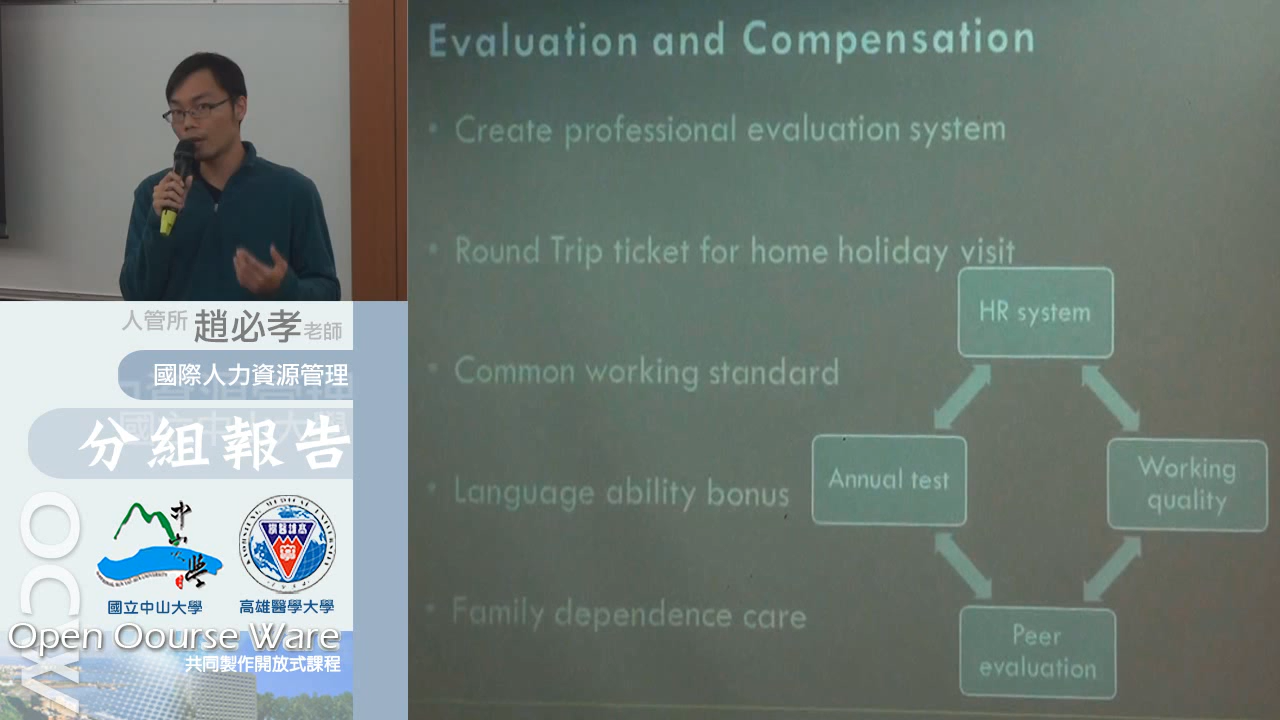 Evaluation and Compensation
• Create professional evaluation system
• Round Trip ticket for home holiday visit
• Common working standard
• Language ability bonus
• Family dependence care
HR system
Annual test
Working
quality
Peer
evaluation
人管所 趙必孝 老師
國際人力資源管理
分組報告
OCW
中山大學
國立中山大學
高雄醫學大學
Open Oourse Ware
共同製作開放式課程